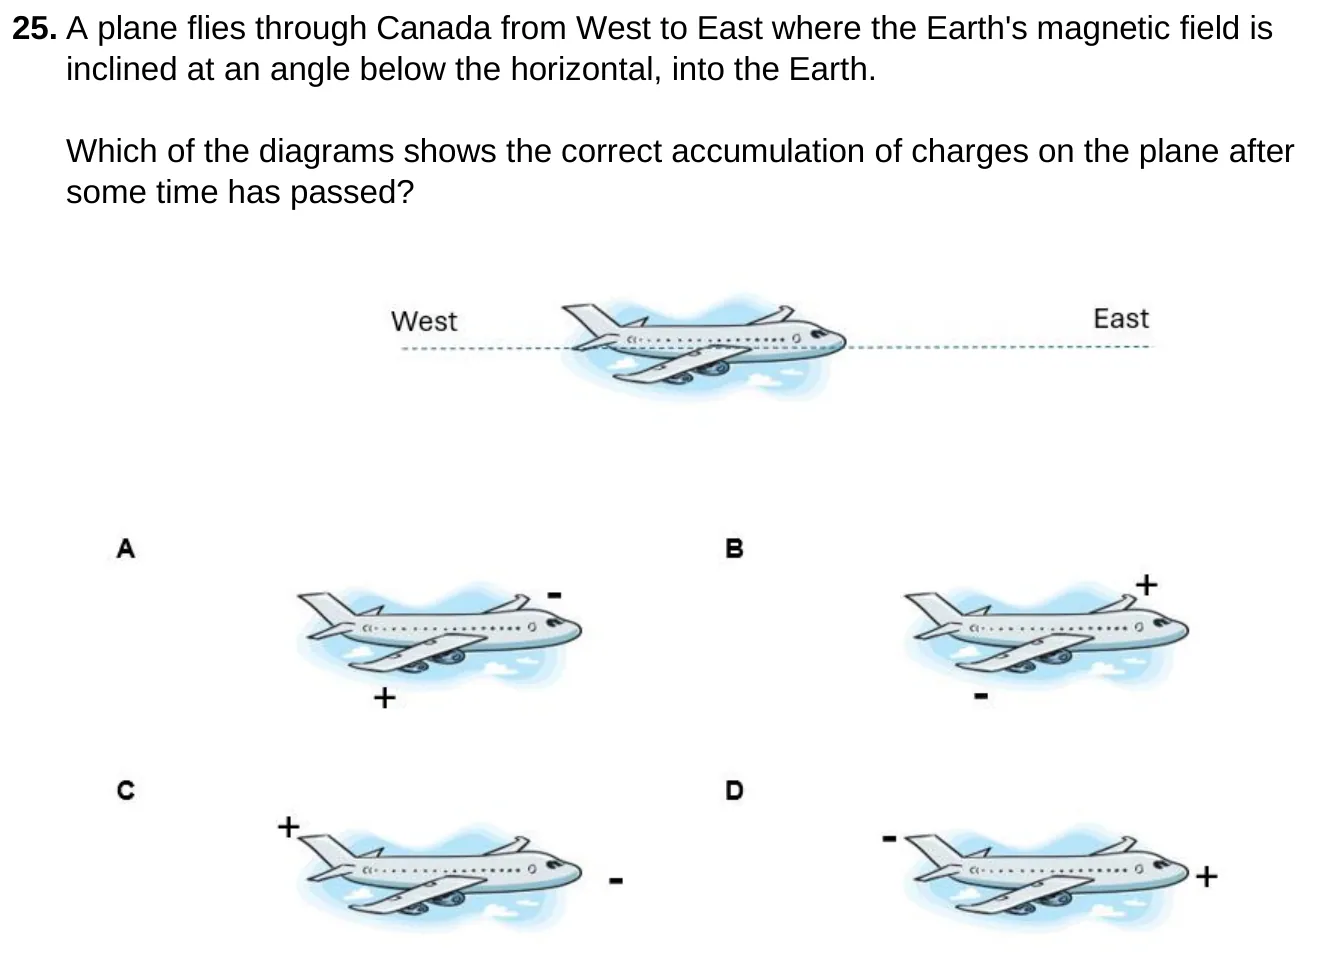 25. A plane flies through Canada from West to East where the Earth's magnetic field is
inclined at an angle below the horizontal, into the Earth.
Which of the diagrams shows the correct accumulation of charges on the plane after
some time has passed?
West
East
A
B
-
+
+
-
C
D
+
-
-
+